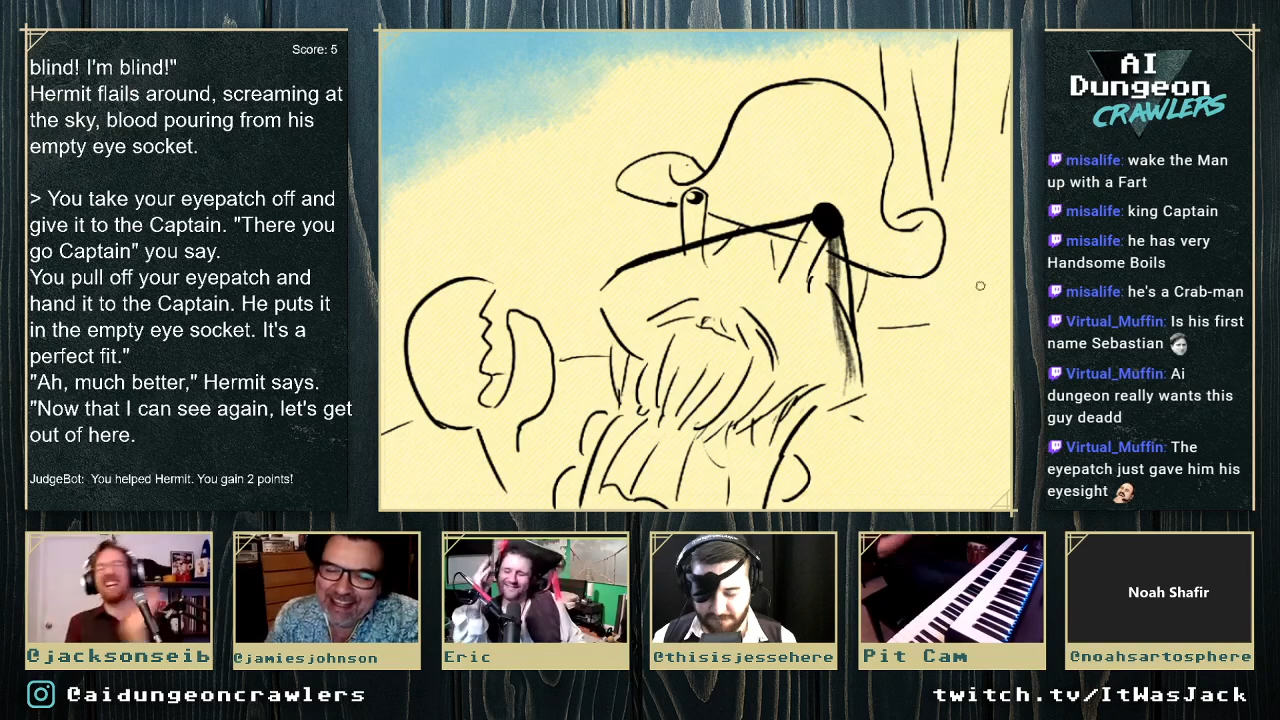 Score: 5
blind! I'm blind!"
Hermit flails around, screaming at
the sky, blood pouring from his
empty eye socket.
> You take your eyepatch off and
give it to the Captain. "There you
go Captain" you say.
You pull off your eyepatch and
hand it to the Captain. He puts it
in the empty eye socket. It's a
perfect fit."
"Ah, much better," Hermit says.
"Now that I can see again, let's get
out of here.
JudgeBot: You helped Hermit. You gain 2 points!
AI
Dungeon
CRAWLERS
misalife: wake the Man
up with a Fart
misalife: king Captain
misalife: he has very
Handsome Boils
misalife: he's a Crab-man
Virtual_Muffin: Is his first
name Sebastian
Virtual_Muffin: Ai
dungeon really wants this
guy deadd
Virtual_Muffin: The
eyepatch just gave him his
eyesight
@jacksonseib
@jamiesjohnson
Eric
@thisisjessehere
Pit Cam
Noah Shafir
@noahsartosphere
@aidungeoncrawlers
twitch.tv/ItWasJack